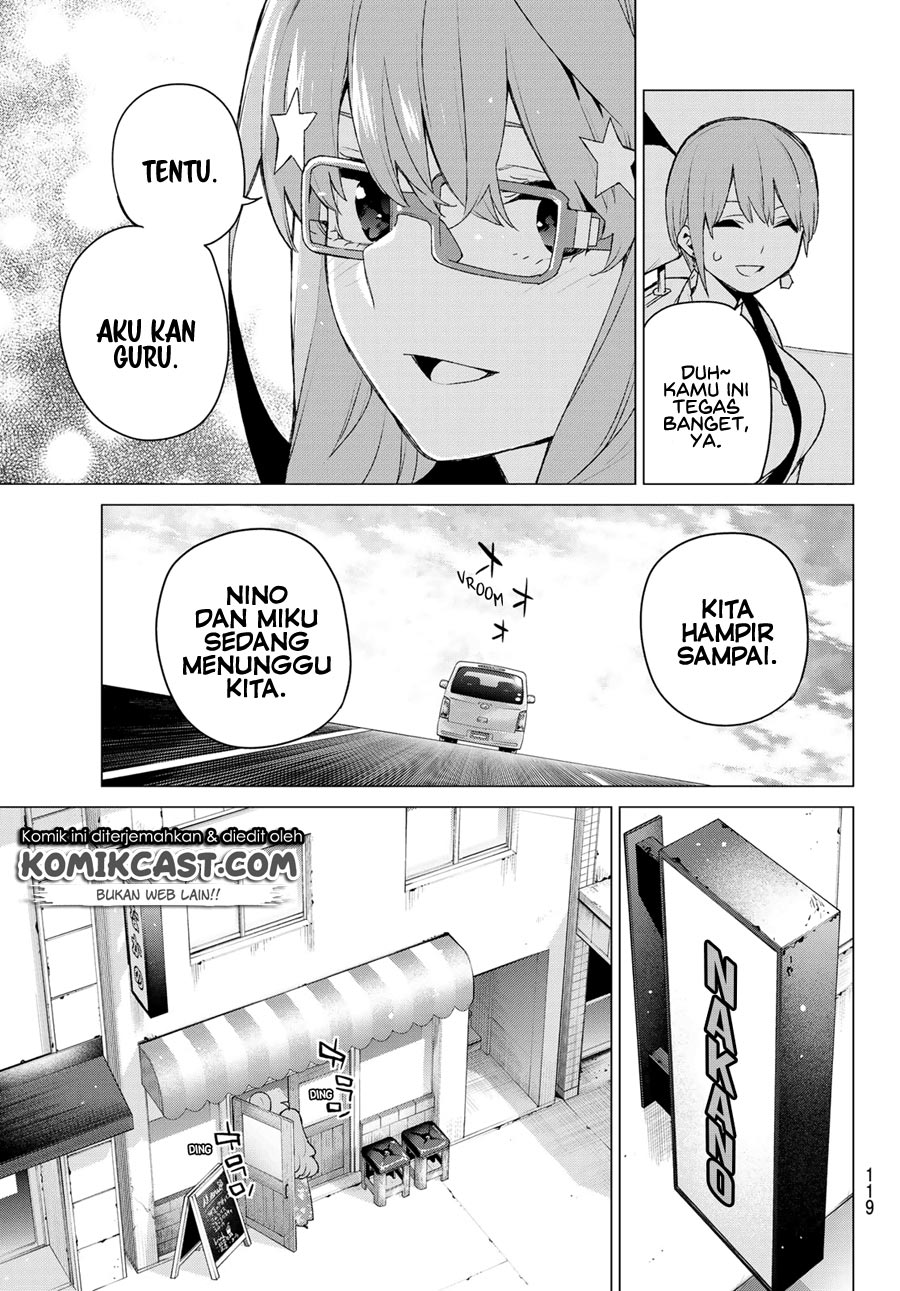 DUH~
KAMU INI
TEGAS
BANGET,
YA.
TENTU.
AKU KAN
GURU.
KITA
HAMPIR
SAMPAI.
VROOM
NINO
DAN MIKU
SEDANG
MENUNGGU
KITA.
NAKANO
Komik ini diterjemahkan & diedit oleh
KOMIKCAST.COM
BUKAN WEB LAIN!!
DING
DING
119